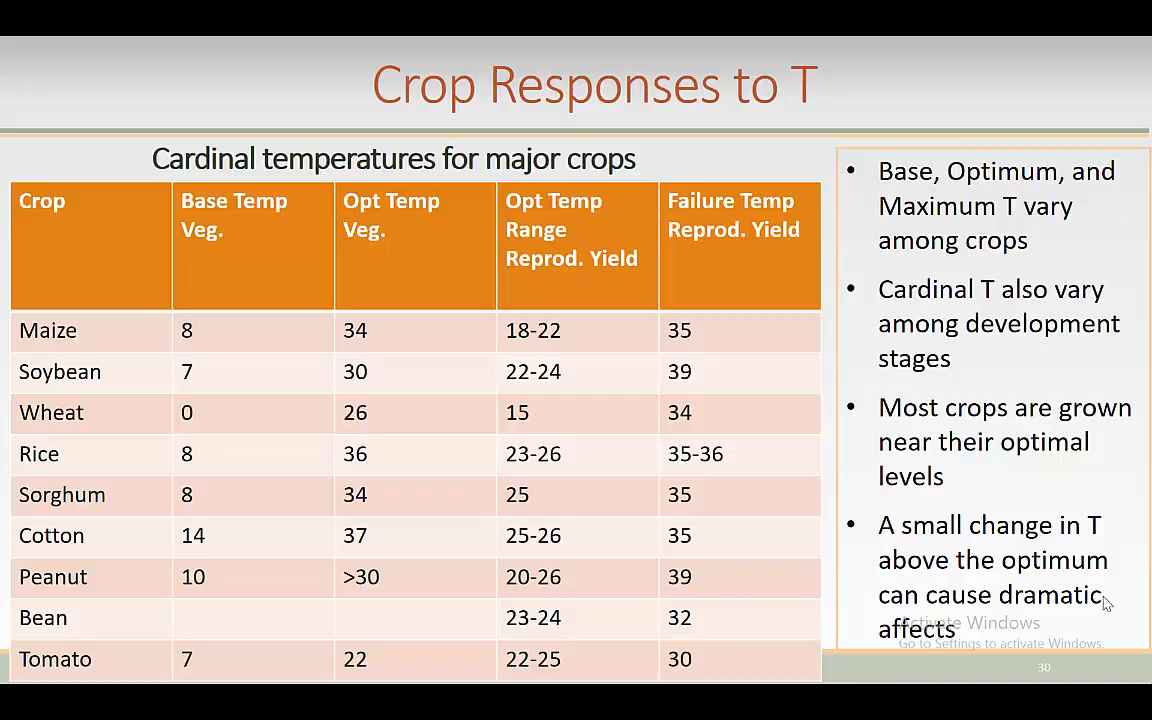 Crop Responses to T
Cardinal temperatures for major crops
Crop Base Temp Veg. Opt Temp Veg. Opt Temp Range Reprod. Yield Failure Temp Reprod. Yield
Maize 8 34 18-22 35
Soybean 7 30 22-24 39
Wheat 0 26 15 34
Rice 8 36 23-26 35-36
Sorghum 8 34 25 35
Cotton 14 37 25-26 35
Peanut 10 >30 20-26 39
Bean 23-24 32
Tomato 7 22 22-25 30
• Base, Optimum, and
Maximum T vary
among crops
• Cardinal T also vary
among development
stages
• Most crops are grown
near their optimal
levels
• A small change in T
above the optimum
can cause dramatic
affects
Activate Windows
Go to Settings to activate Windows.
30